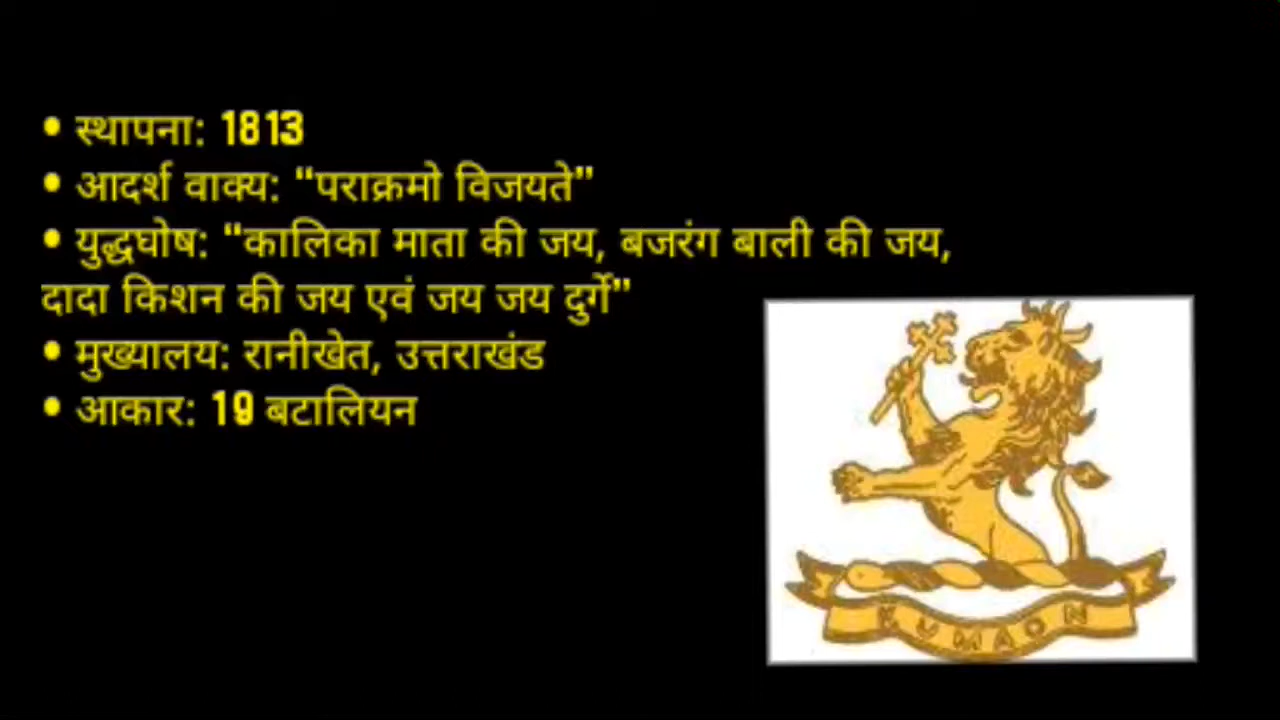 • स्थापना: 1813
• आदर्श वाक्य: “पराक्रमो विजयते”
• युद्धघोष: “कालिका माता की जय, बजरंग बाली की जय,
दादा किशन की जय एवं जय जय दुर्गे”
• मुख्यालय: रानीखेत, उत्तराखंड
• आकार: 19 बटालियन
KUMAON